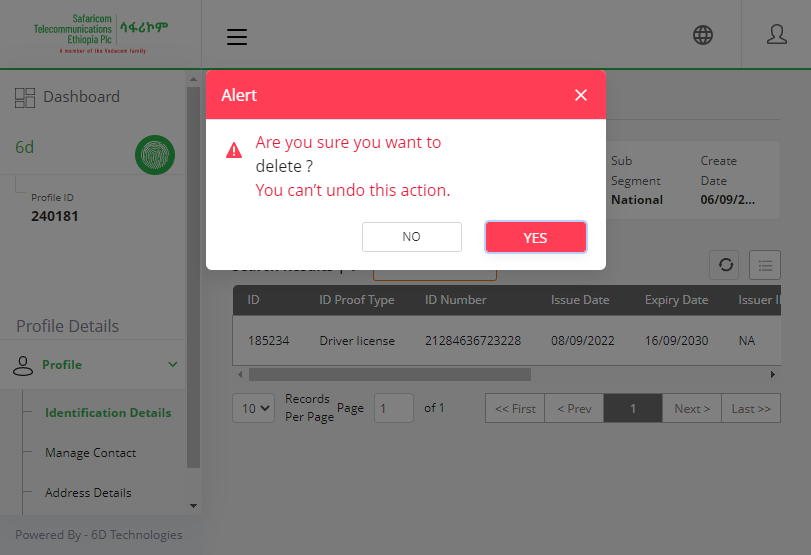 Safaricom
Telecommunications
Ethiopia Plc
ሳፋሪኮም
A member of the Vodacom family
Dashboard
6d
Profile ID
240181
Profile Details
Profile
Identification Details
Manage Contact
Address Details
Powered By - 6D Technologies
Alert
Are you sure you want to
delete ?
You can't undo this action.
NO
YES
Sub
Segment
National
Create
Date
06/09/2...
ID
ID Proof Type
ID Number
Issue Date
Expiry Date
Issuer I
185234
Driver license
21284636723228
08/09/2022
16/09/2030
NA
10
Records
Per Page
Page
1
of 1
<< First
< Prev
1
Next >
Last >>